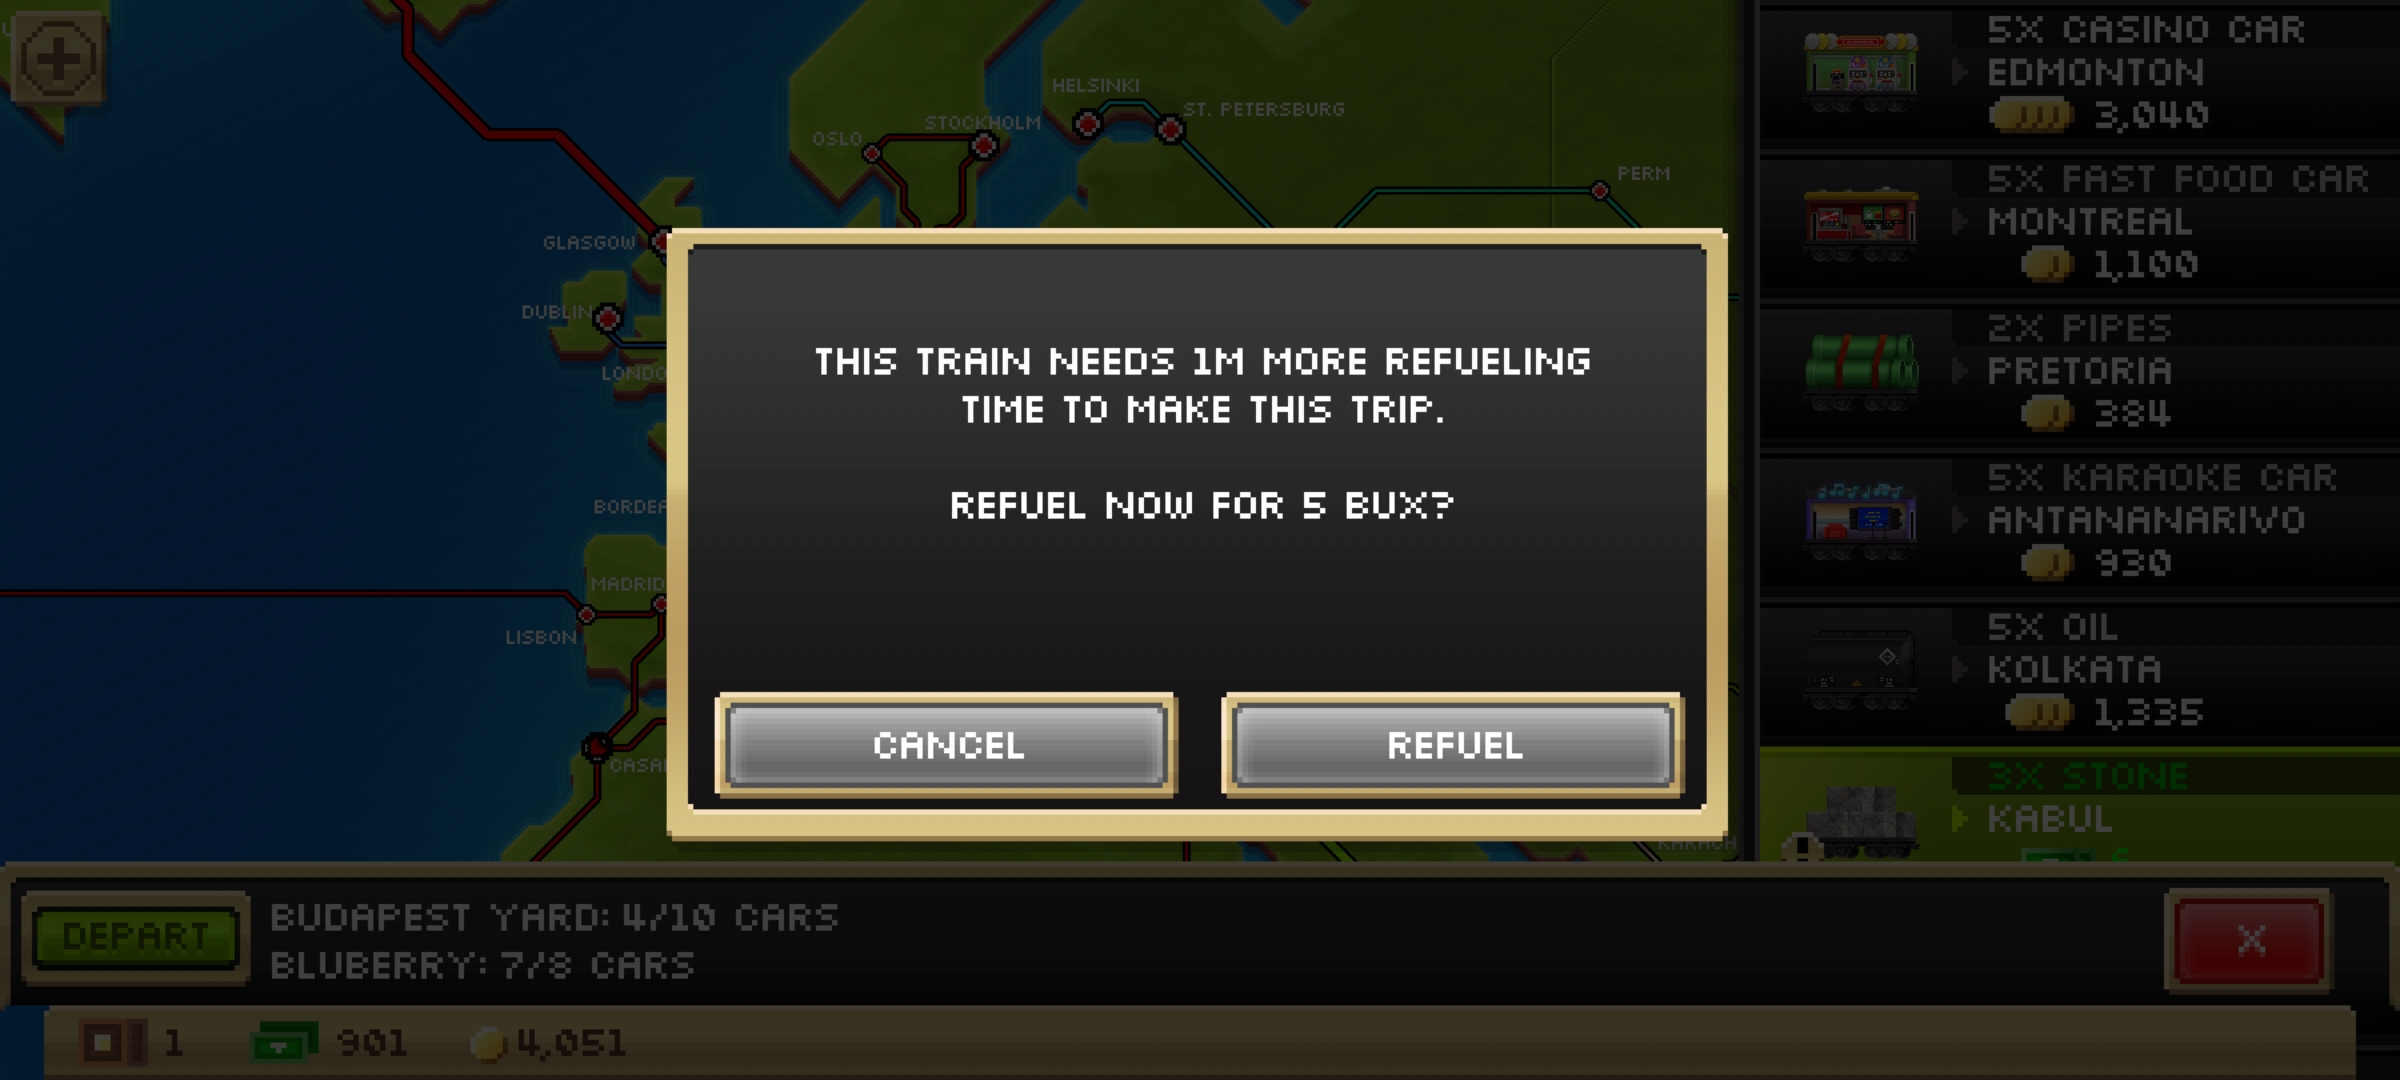 HELSINKI
ST. PETERSBURG
STOCKHOLM
OSLO
PERM
GLASGOW
DUBLIN
MADRID
LISBON
THIS TRAIN NEEDS 1M MORE REFUELING
TIME TO MAKE THIS TRIP.
REFUEL NOW FOR 5 BUX?
CANCEL
REFUEL
5X CASINO CAR
EDMONTON
3,040
5X FAST FOOD CAR
MONTREAL
1,100
2X PIPES
PRETORIA
384
5X KARAOKE CAR
ANTANANARIVO
930
5X OIL
KOLKATA
1,335
3X STONE
KABUL
DEPART
BUDAPEST YARD: 4/10 CARS
BLUBERRY: 7/8 CARS
X
1
901
4,051